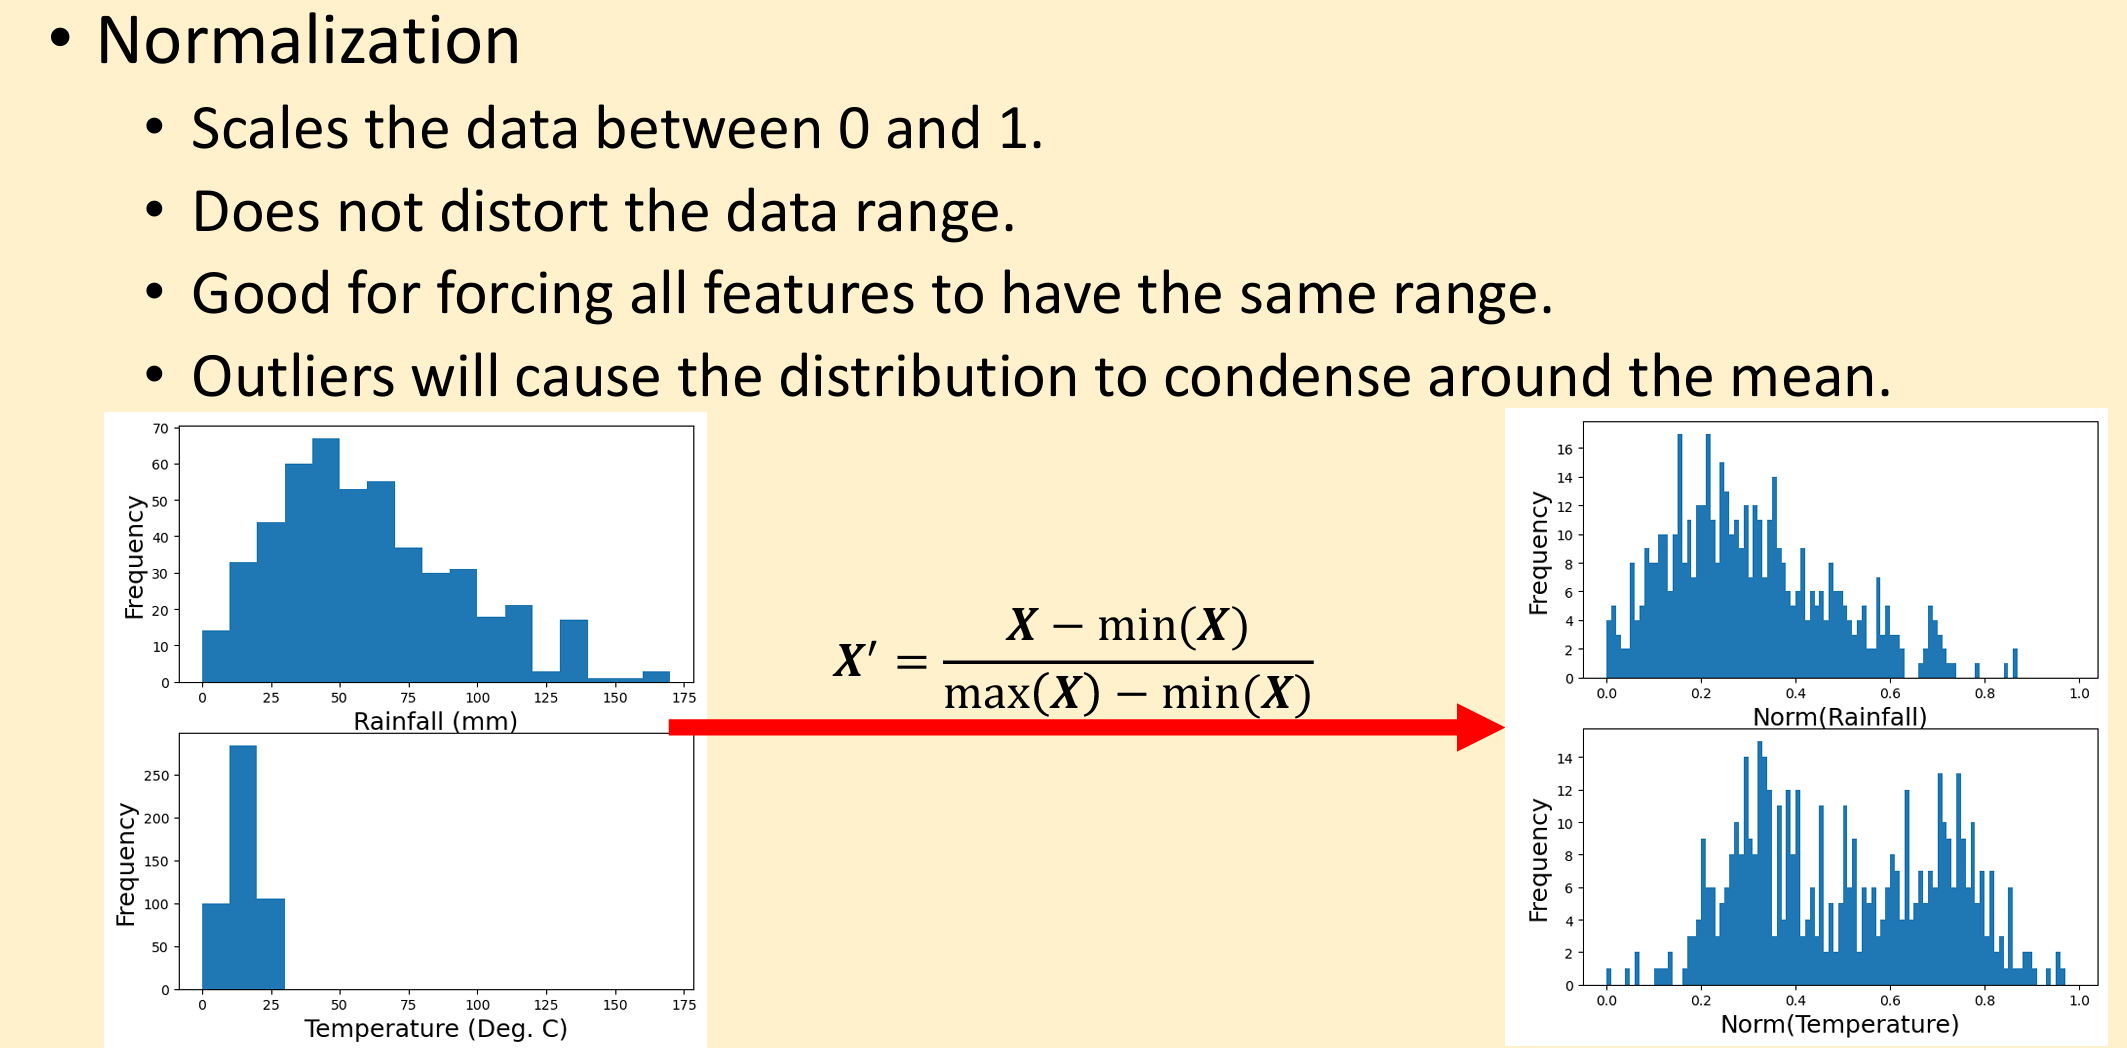 • Normalization
• Scales the data between 0 and 1.
• Does not distort the data range.
• Good for forcing all features to have the same range.
• Outliers will cause the distribution to condense around the mean.
70
60
50
40
30
20
10
0
Frequency
0 25 50 75 100 125 150 175
Rainfall (mm)
250
200
150
100
50
0
Frequency
0 25 50 75 100 125 150 175
Temperature (Deg. C)
X′ = (X − min(X)) / (max(X) − min(X))
16
14
12
10
8
6
4
2
0
Frequency
0.0 0.2 0.4 0.6 0.8 1.0
Norm(Rainfall)
14
12
10
8
6
4
2
0
Frequency
0.0 0.2 0.4 0.6 0.8 1.0
Norm(Temperature)